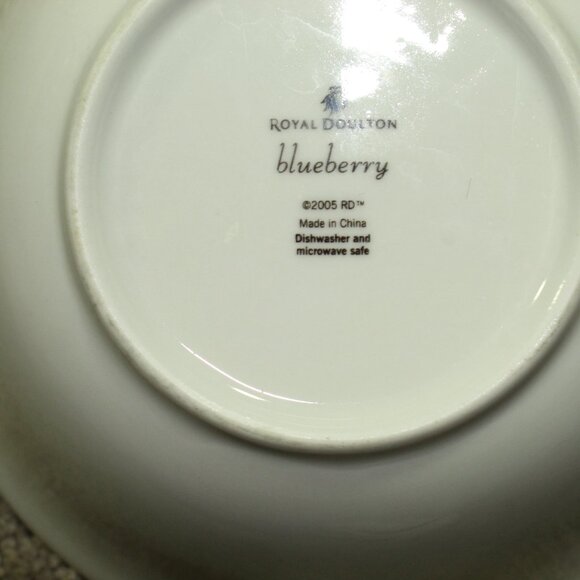 ROYAL DOULTON
blueberry
©2005 RD™
Made in China
Dishwasher and
microwave safe